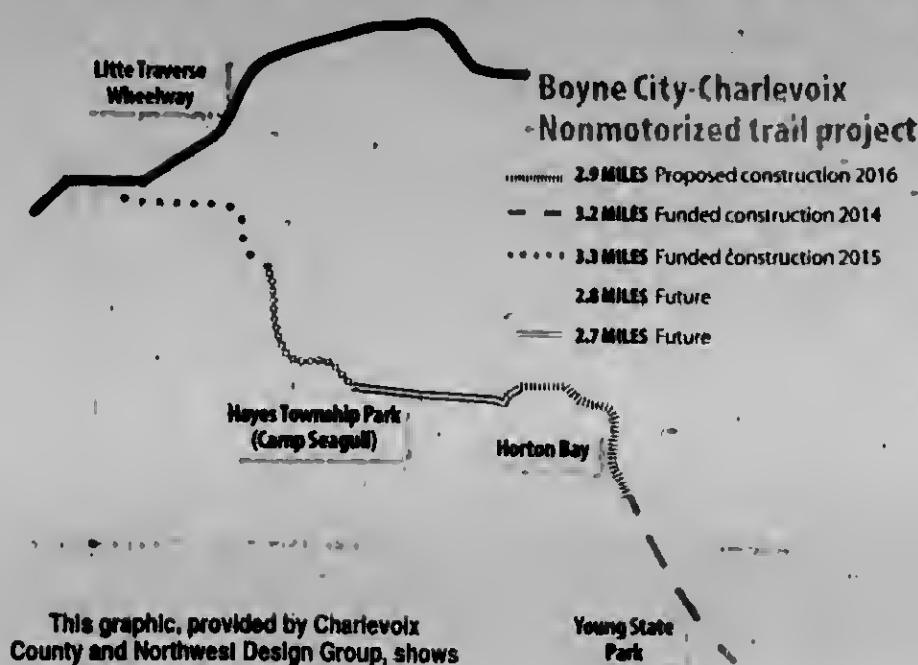 Litte Traverse
Wheelway
Boyne City-Charlevoix
Nonmotorized trail project
2.9 MILES Proposed construction 2016
3.2 MILES Funded construction 2014
3.3 MILES Funded construction 2015
2.8 MILES Future
2.7 MILES Future
Hayes Township Park
(Camp Seagull)
Horton Bay
Young State
Park
This graphic, provided by Charlevoix
County and Northwest Design Group, shows